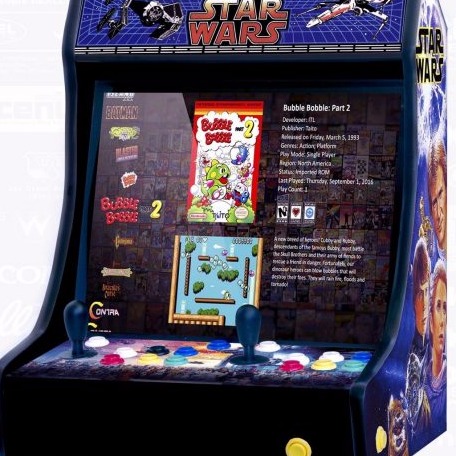 STAR
WARS
STAR
WARS
BATMAN
BUBBLE
BOBBLE
2
CONTRA
BUBBLE
BOBBLE
PART 2
TAITO
Bubble Bobble: Part 2
Developer: ITL
Publisher: Taito
Released on Friday, March 5, 1993
Genres: Action; Platform
Play Mode: Single Player
Region: North America
Status: Imported ROM
Last Played: Thursday, September 1, 2016
Play Count: 1
A new breed of heroes! Cubby and Rubby,
descendants of the famous Bubby, must battle
the Skull Brothers and their army of fiends to
rescue a friend in danger. Fortunately, our
dinosaur heroes can blow bubbles that will
destroy their foes. They will rain fire, floods and
tornado!